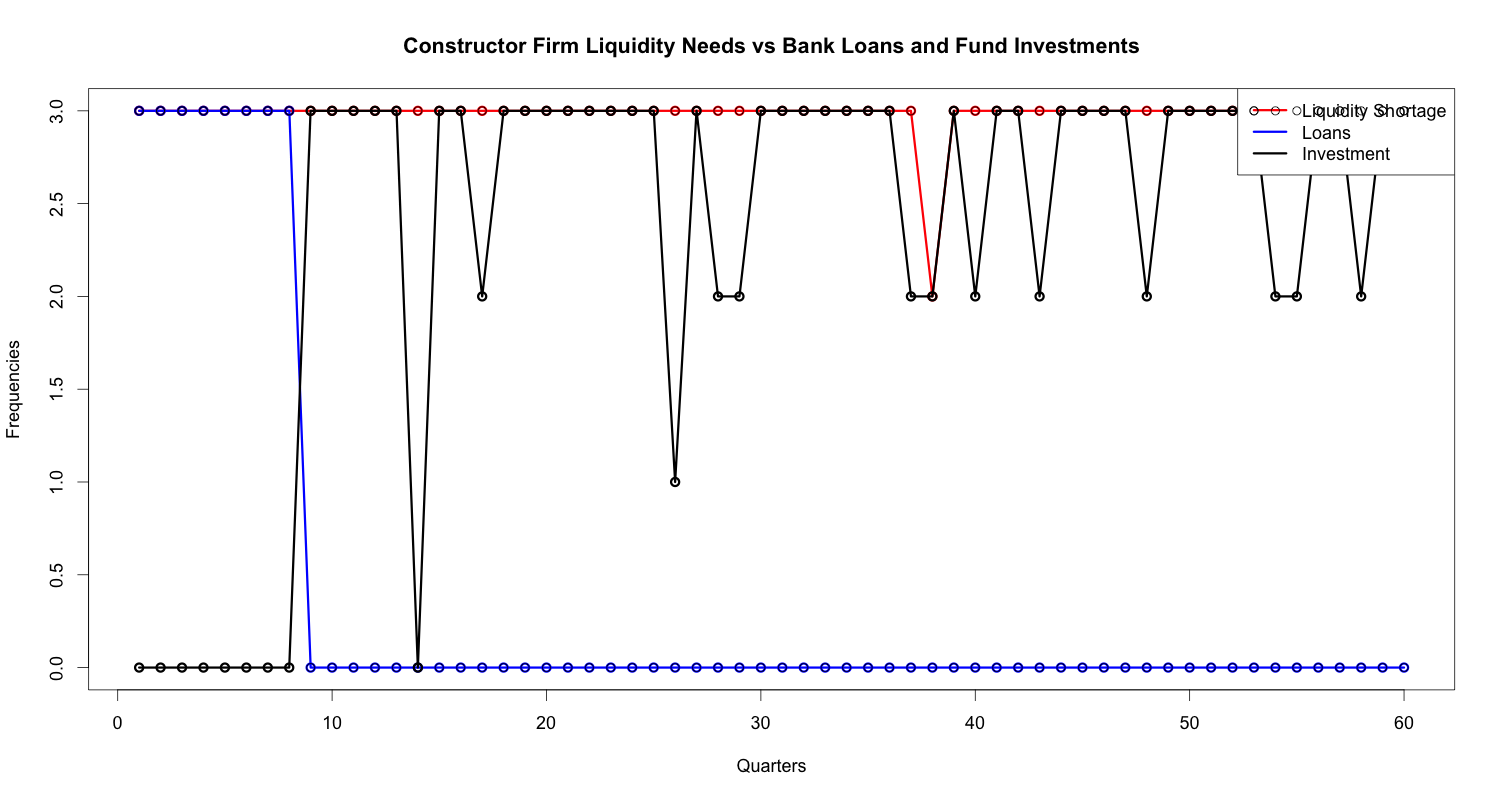 Constructor Firm Liquidity Needs vs Bank Loans and Fund Investments
Frequencies
3.0
2.5
2.0
1.5
1.0
0.5
0.0
Liquidity Shortage
Loans
Investment
0 10 20 30 40 50 60
Quarters